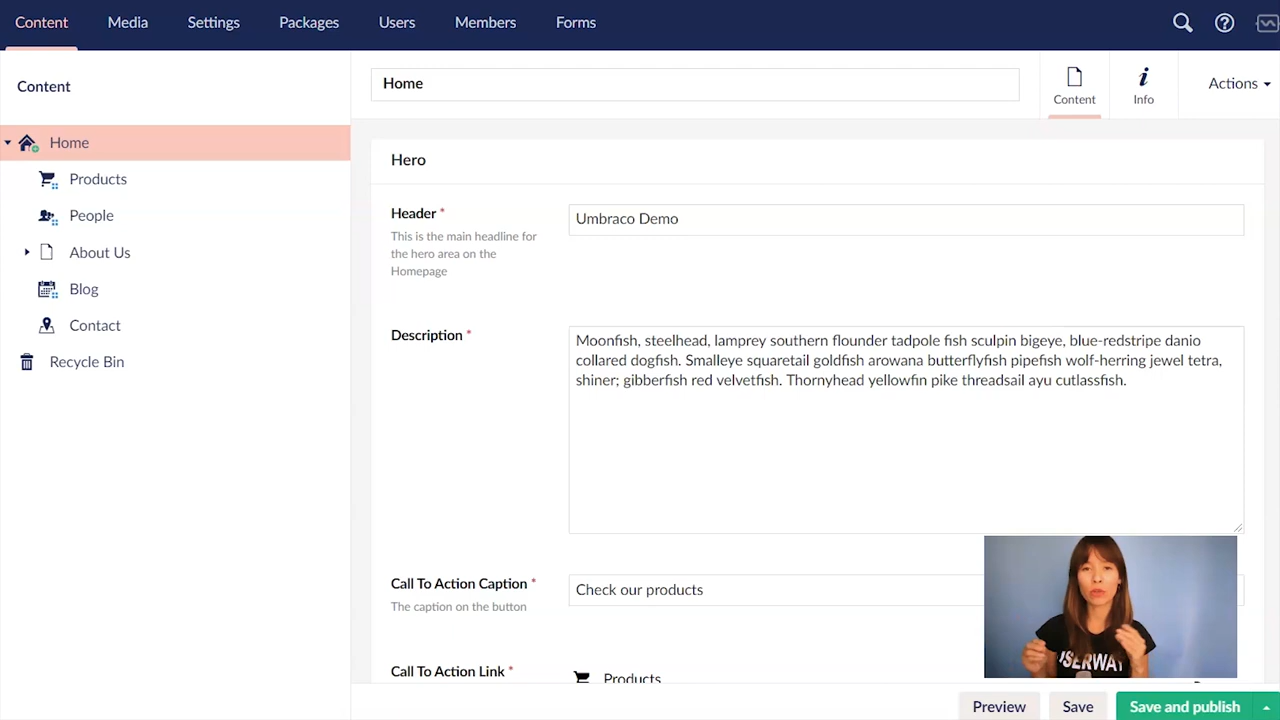 Content Media Settings Packages Users Members Forms
Content
Home
Products
People
About Us
Blog
Contact
Recycle Bin
Home
Content
Info
Actions
Hero
Header *
This is the main headline for
the hero area on the
Homepage
Umbraco Demo
Description *
Moonfish, steelhead, lamprey southern flounder tadpole fish sculpin bigeye, blue-redstripe danio
collared dogfish. Smalleye squaretail goldfish arowana butterflyfish pipefish wolf-herring jewel tetra,
shiner; gibberfish red velvetfish. Thornyhead yellowfin pike threadsail ayu cutlassfish.
Call To Action Caption *
The caption on the button
Check our products
Call To Action Link *
Products
Preview Save Save and publish